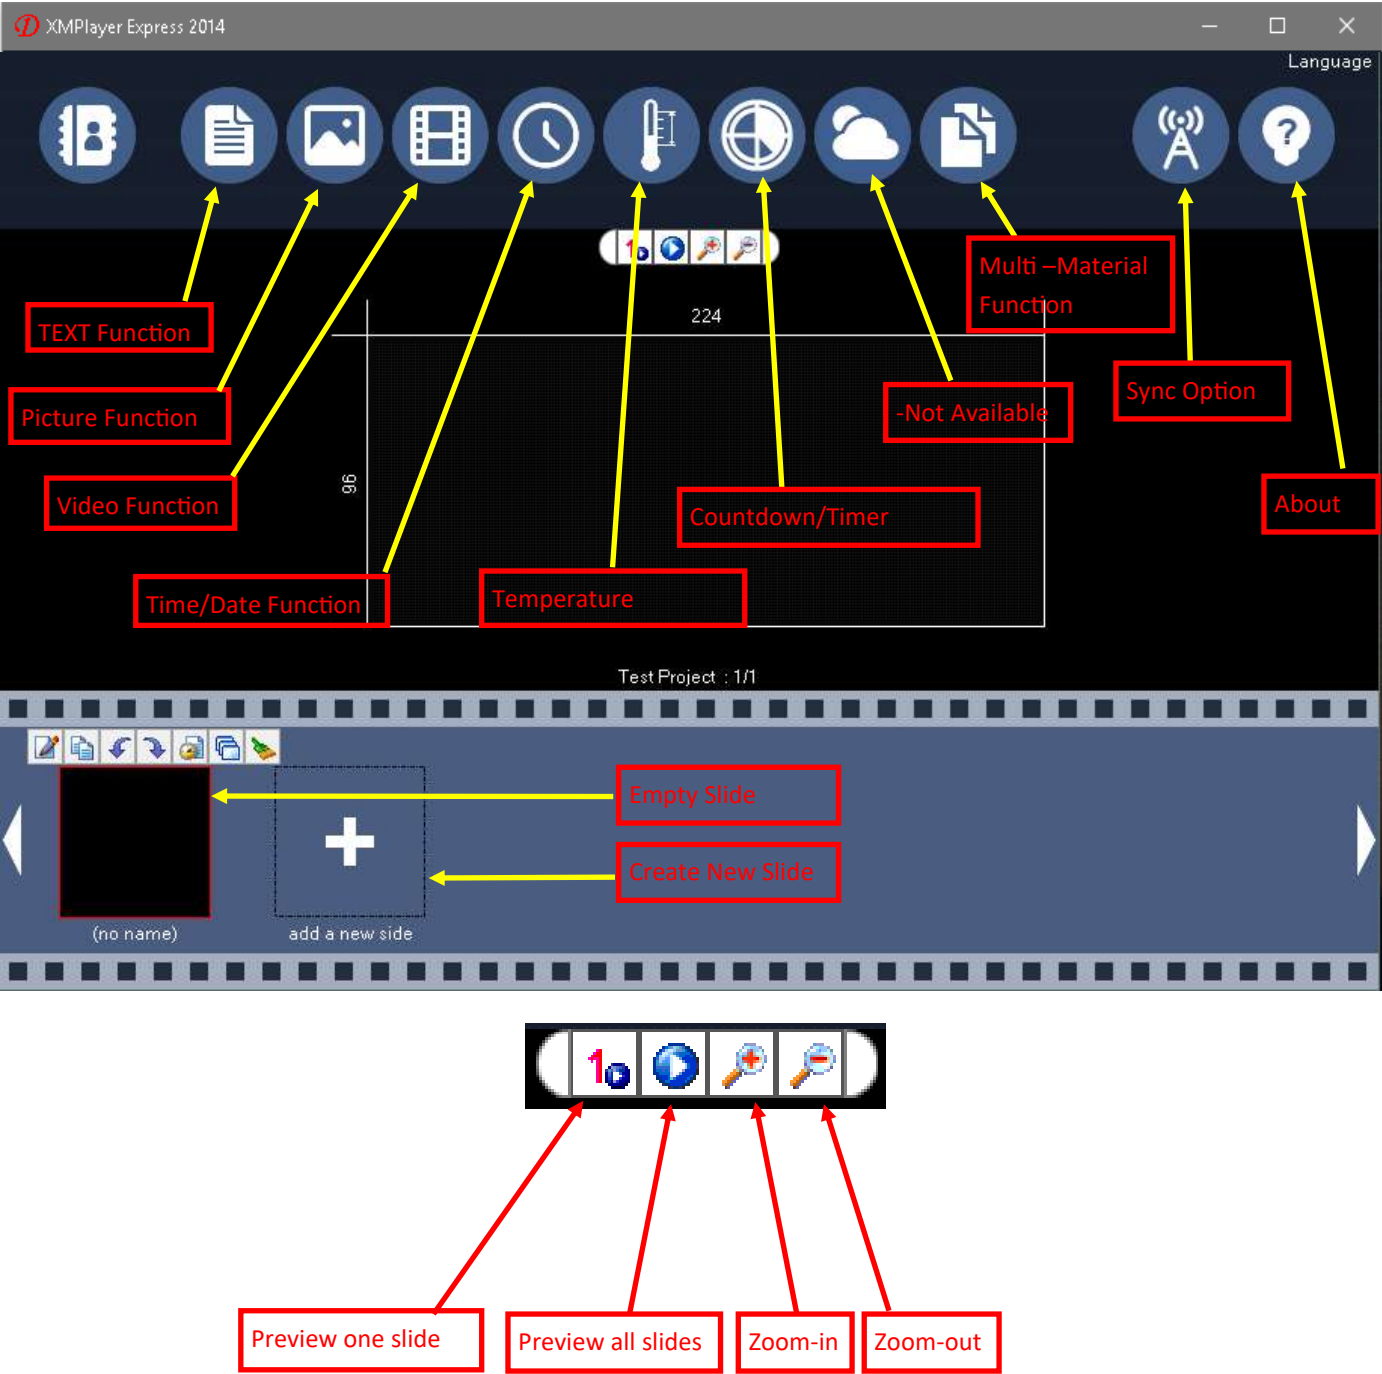 XMPlayer Express 2014
Language
TEXT Function
Picture Function
Video Function
Time/Date Function
Temperature
Countdown/Timer
-Not Available
Multi –Material
Function
Sync Option
About
224
96
Test Project : 1/1
Empty Slide
Create New Slide
(no name)
add a new side
1
Preview one slide
Preview all slides
Zoom-in
Zoom-out